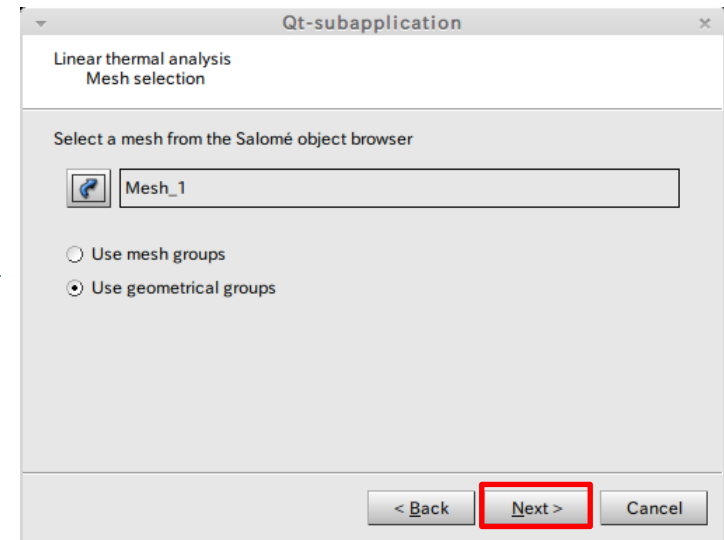 Qt-subapplication
Linear thermal analysis
Mesh selection
Select a mesh from the Salomé object browser
Mesh_1
Use mesh groups
Use geometrical groups
< Back Next > Cancel